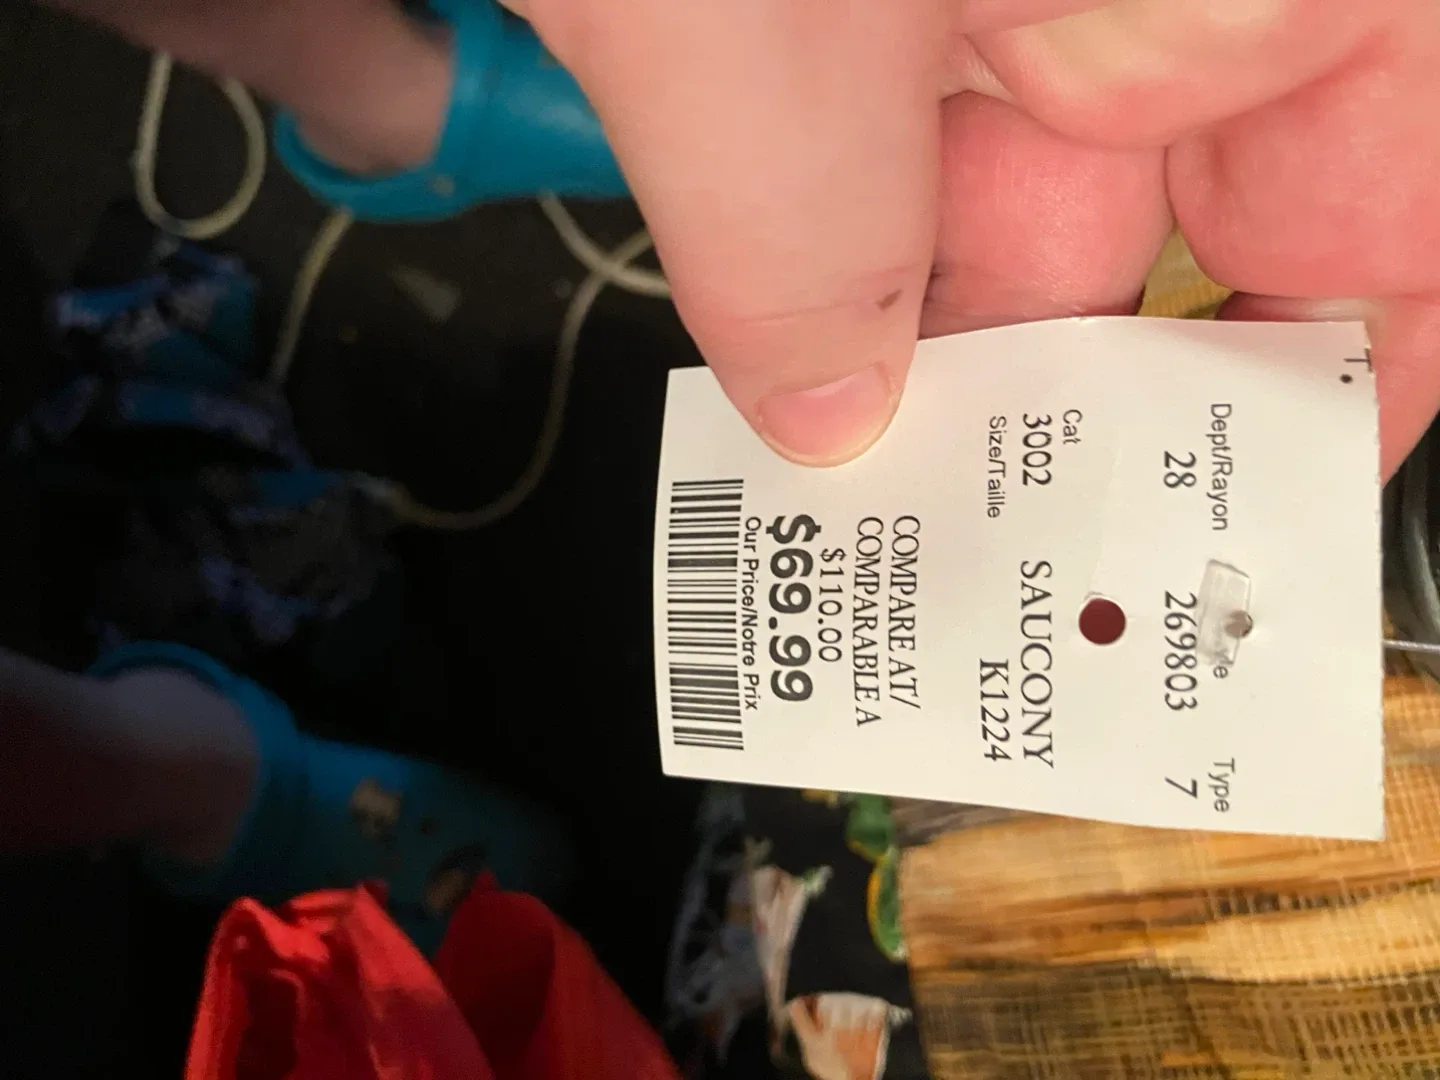 T.
Dept/Rayon Type
28 269803 7
Cat
3002 SAUCONY
Size/Taille K1224
COMPARE AT/
COMPARABLE A
$110.00
$69.99
Our Price/Notre Prix